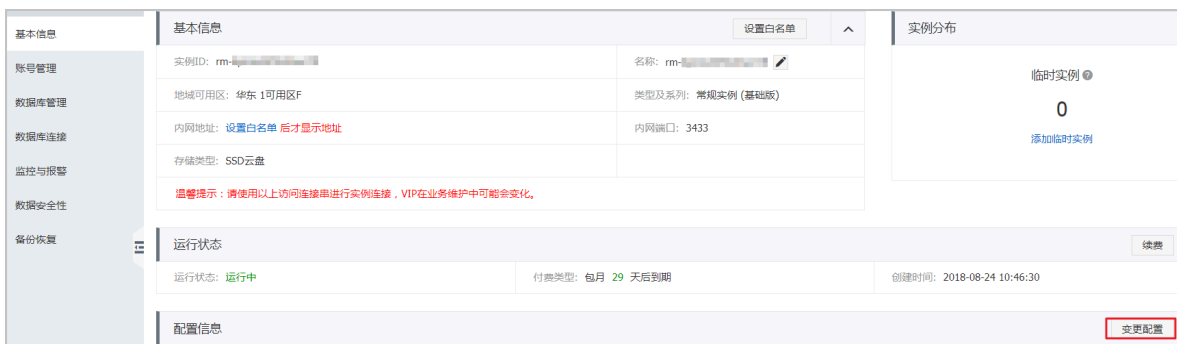 基本信息
账号管理
数据库管理
数据库连接
监控与报警
数据安全性
备份恢复
基本信息
设置白名单
实例ID: rm-
名称: rm-
地域可用区: 华东 1可用区F
类型及系列: 常规实例 (基础版)
内网地址: 设置白名单 后才显示地址
内网端口: 3433
存储类型: SSD云盘
温馨提示：请使用以上访问连接串进行实例连接，VIP在业务维护中可能会变化。
实例分布
临时实例
0
添加临时实例
运行状态
续费
运行状态: 运行中
付费类型: 包月 29 天后到期
创建时间: 2018-08-24 10:46:30
配置信息
变更配置